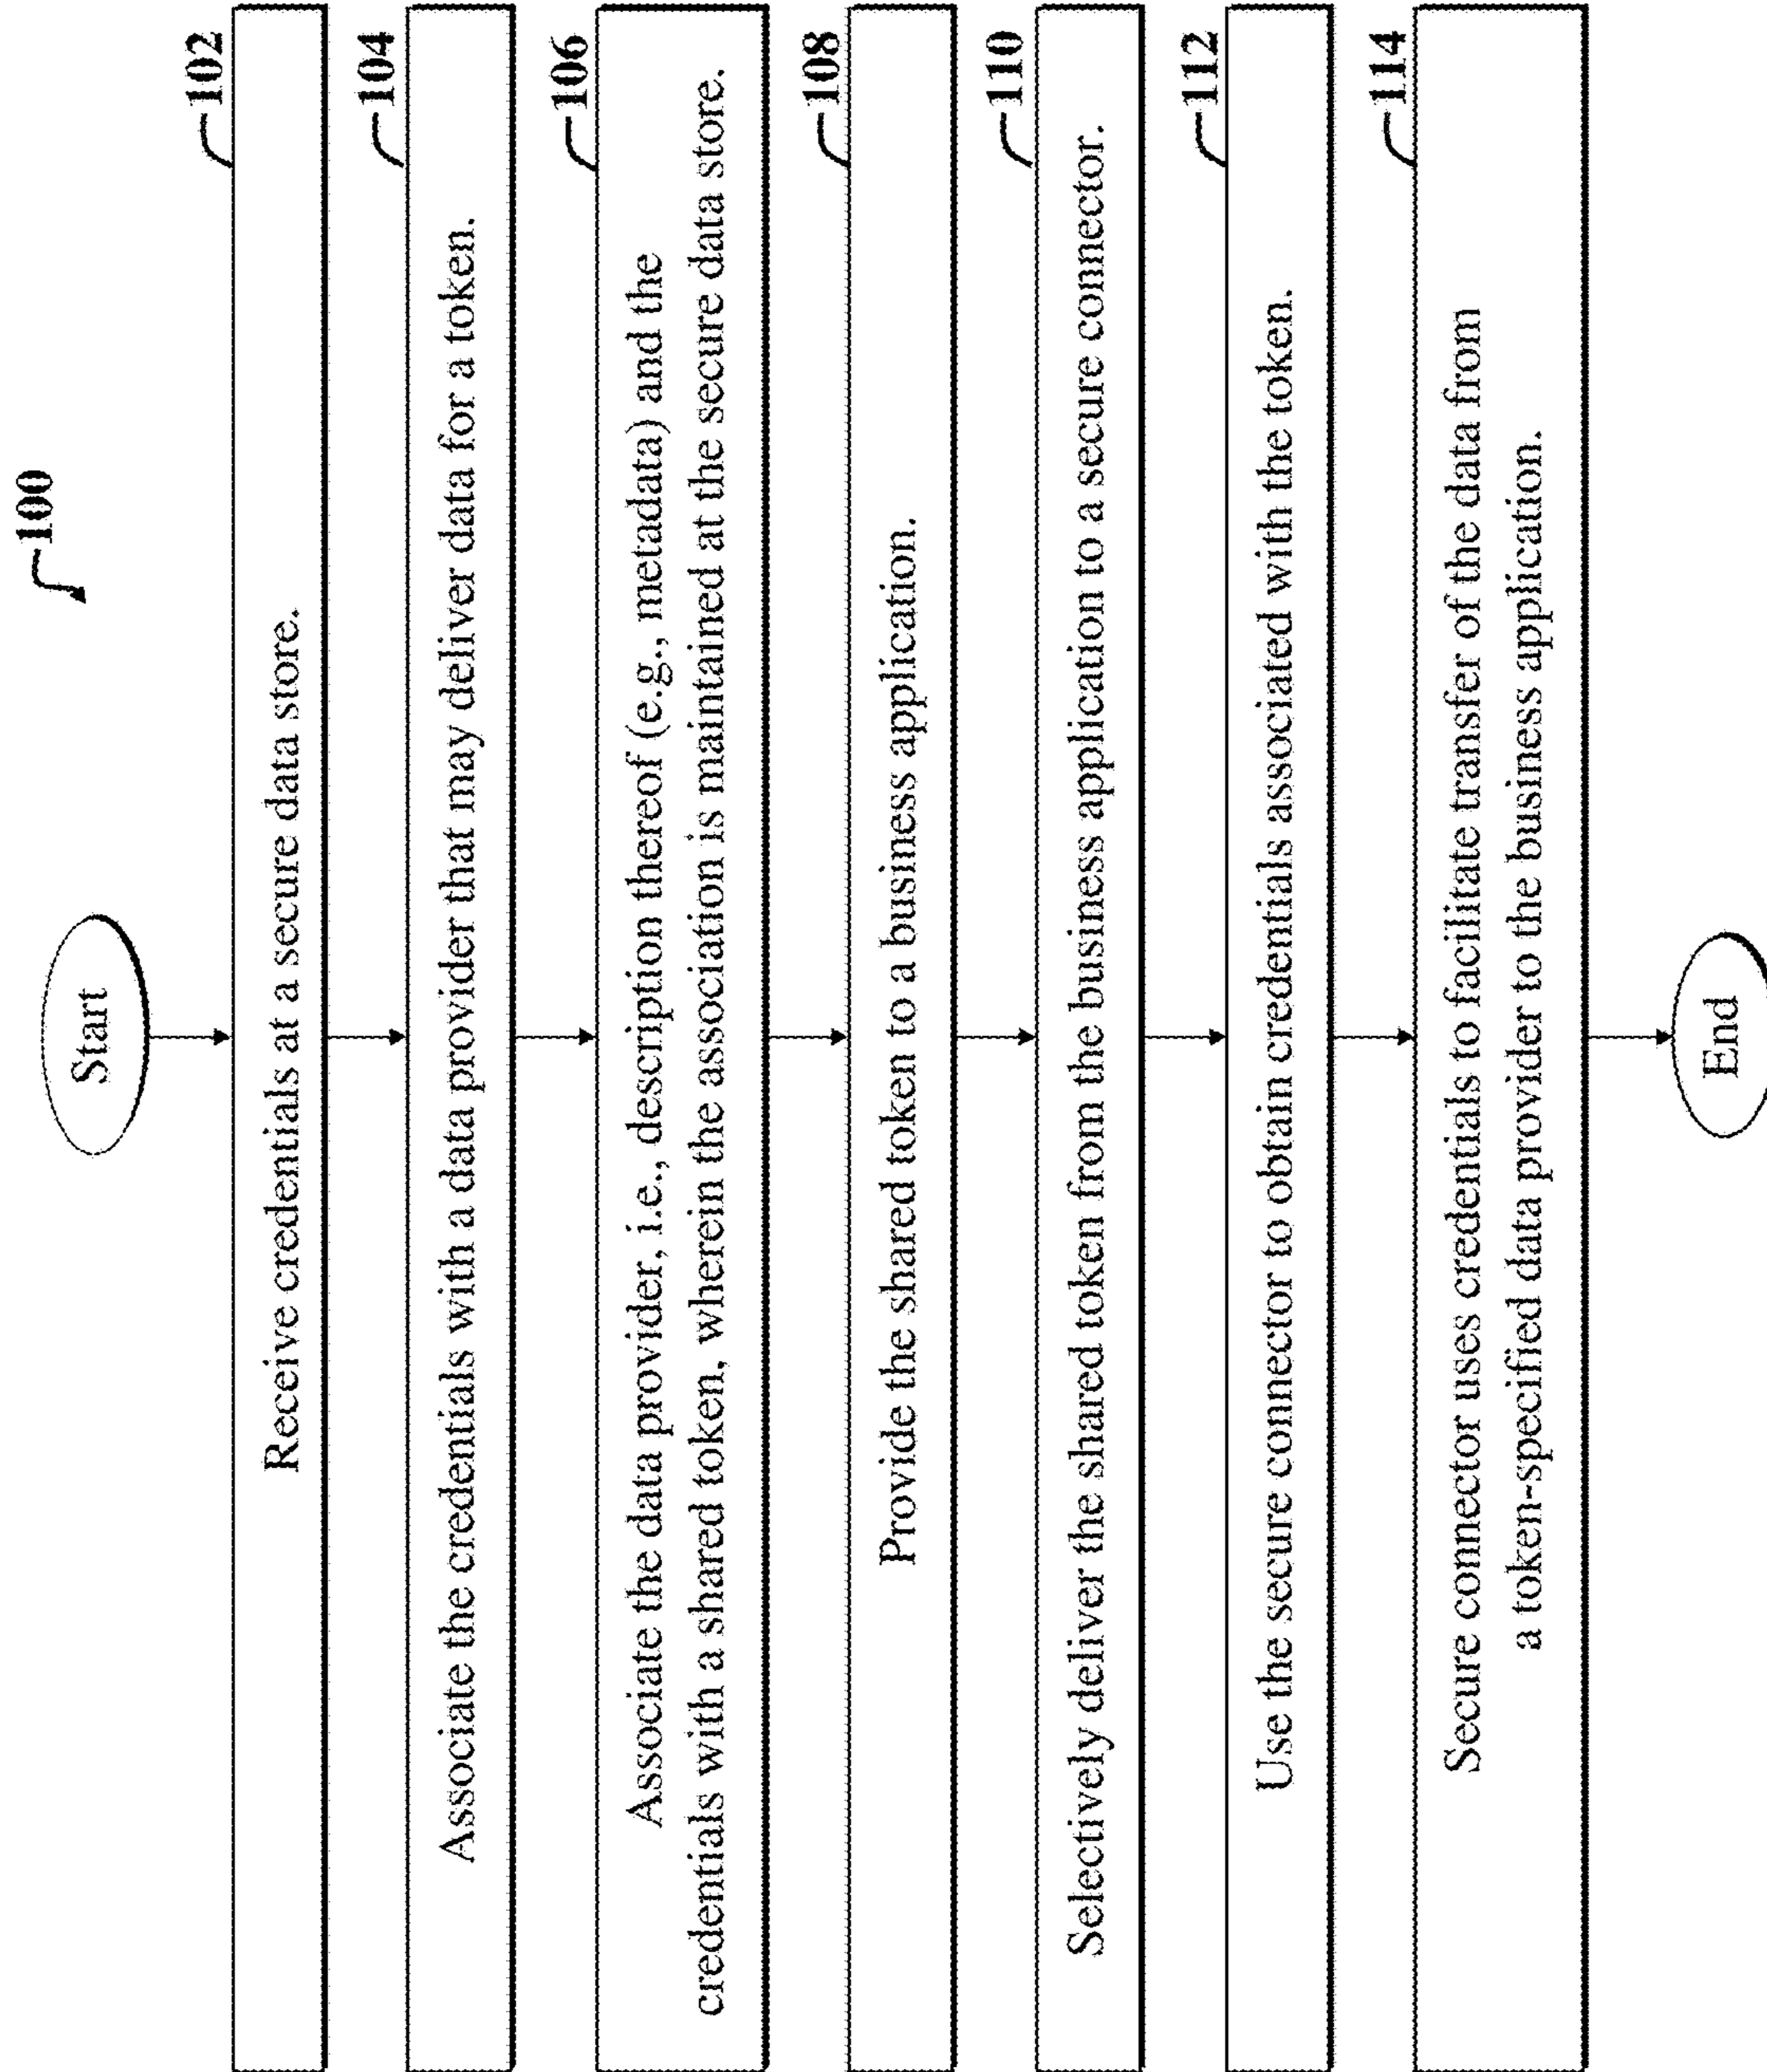 100
Start
102
Receive credentials at a secure data store.
104
Associate the credentials with a data provider that may deliver data for a token.
106
Associate the data provider, i.e., description thereof (e.g., metadata) and the
credentials with a shared token, wherein the association is maintained at the secure data store.
108
Provide the shared token to a business application.
110
Selectively deliver the shared token from the business application to a secure connector.
112
Use the secure connector to obtain credentials associated with the token.
114
Secure connector uses credentials to facilitate transfer of the data from
a token-specified data provider to the business application.
End